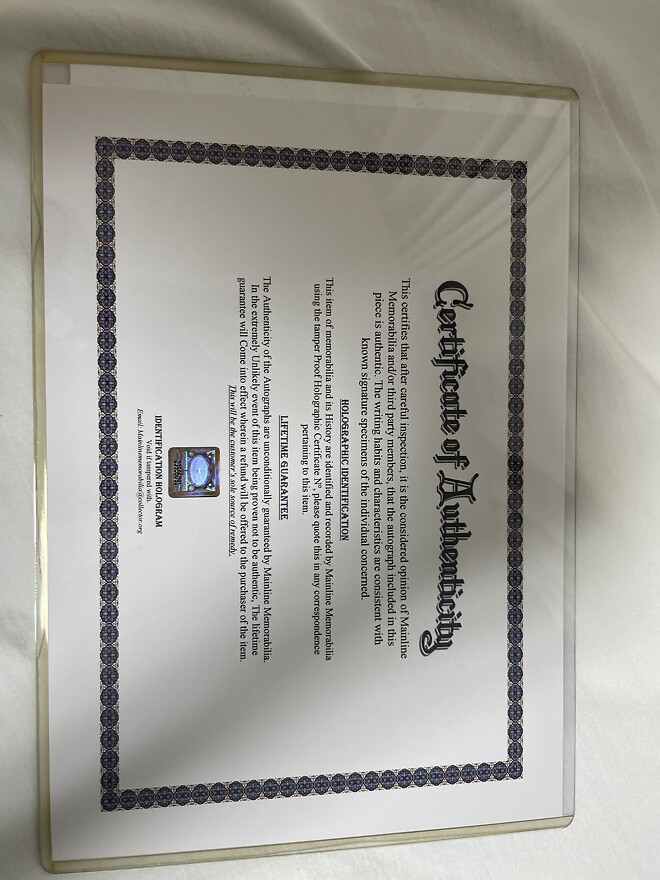 Certificate of Authenticity
This certifies that after careful inspection, it is the considered opinion of Mainline
Memorabilia and/or third party members, that the autograph included in this
piece is authentic. The writing habits and characteristics are consistent with
known signature specimens of the individual concerned.
HOLOGRAPHIC IDENTIFICATION
This item of memorabilia and its History are identified and recorded by Mainline Memorabilia
using the tamper Proof Holographic Certificate Nº, please quote this in any correspondence
pertaining to this item.
LIFETIME GUARANTEE
The Authenticity of the Autographs are unconditionally guaranteed by Mainline Memorabilia.
In the extremely Unlikely event of this item being proven not to be authentic, The lifetime
guarantee will Come into effect wherein a refund will be offered to the purchaser of the item.
This will be the customer's sole source of remedy.
IDENTIFICATION HOLOGRAM
Void if tampered with.
Email: Mainlinememorabilia@collector.org